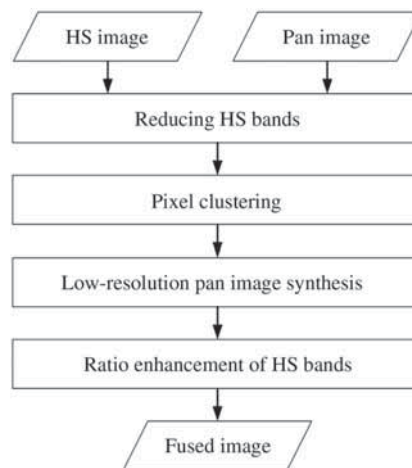 HS image
Pan image
Reducing HS bands
Pixel clustering
Low-resolution pan image synthesis
Ratio enhancement of HS bands
Fused image